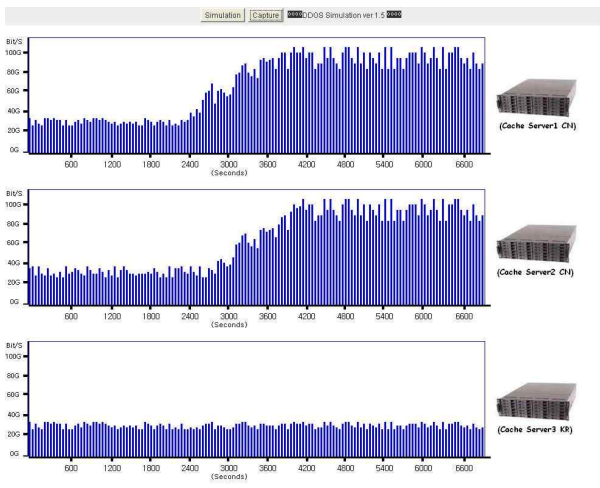 Simulation Capture DDOS Simulation ver 1.5
Bit/S
100G
80G
60G
40G
20G
0G
600 1200 1800 2400 3000 3600 4200 4800 5400 6000 6600
(Seconds)
(Cache Server1 CN)
Bit/S
100G
80G
60G
40G
20G
0G
600 1200 1800 2400 3000 3600 4200 4800 5400 6000 6600
(Seconds)
(Cache Server2 CN)
Bit/S
100G
80G
60G
40G
20G
0G
600 1200 1800 2400 3000 3600 4200 4800 5400 6000 6600
(Seconds)
(Cache Server3 KR)